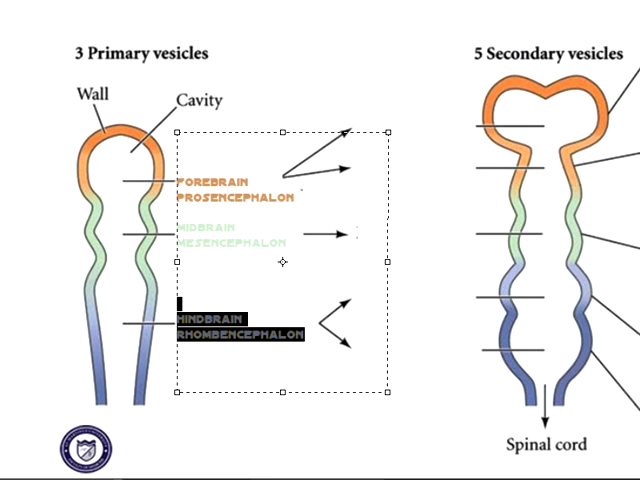 3 Primary vesicles
5 Secondary vesicles
Wall
Cavity
FOREBRAIN
PROSENCEPHALON
MIDBRAIN
MESENCEPHALON
HINDBRAIN
RHOMBENCEPHALON
Spinal cord